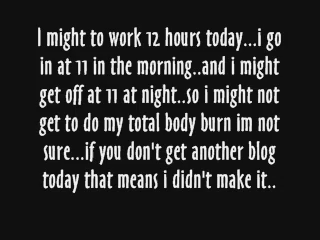 I might to work 12 hours today...i go
in at 11 in the morning..and i might
get off at 11 at night..so i might not
get to do my total body burn im not
sure...if you don't get another blog
today that means i didn't make it..